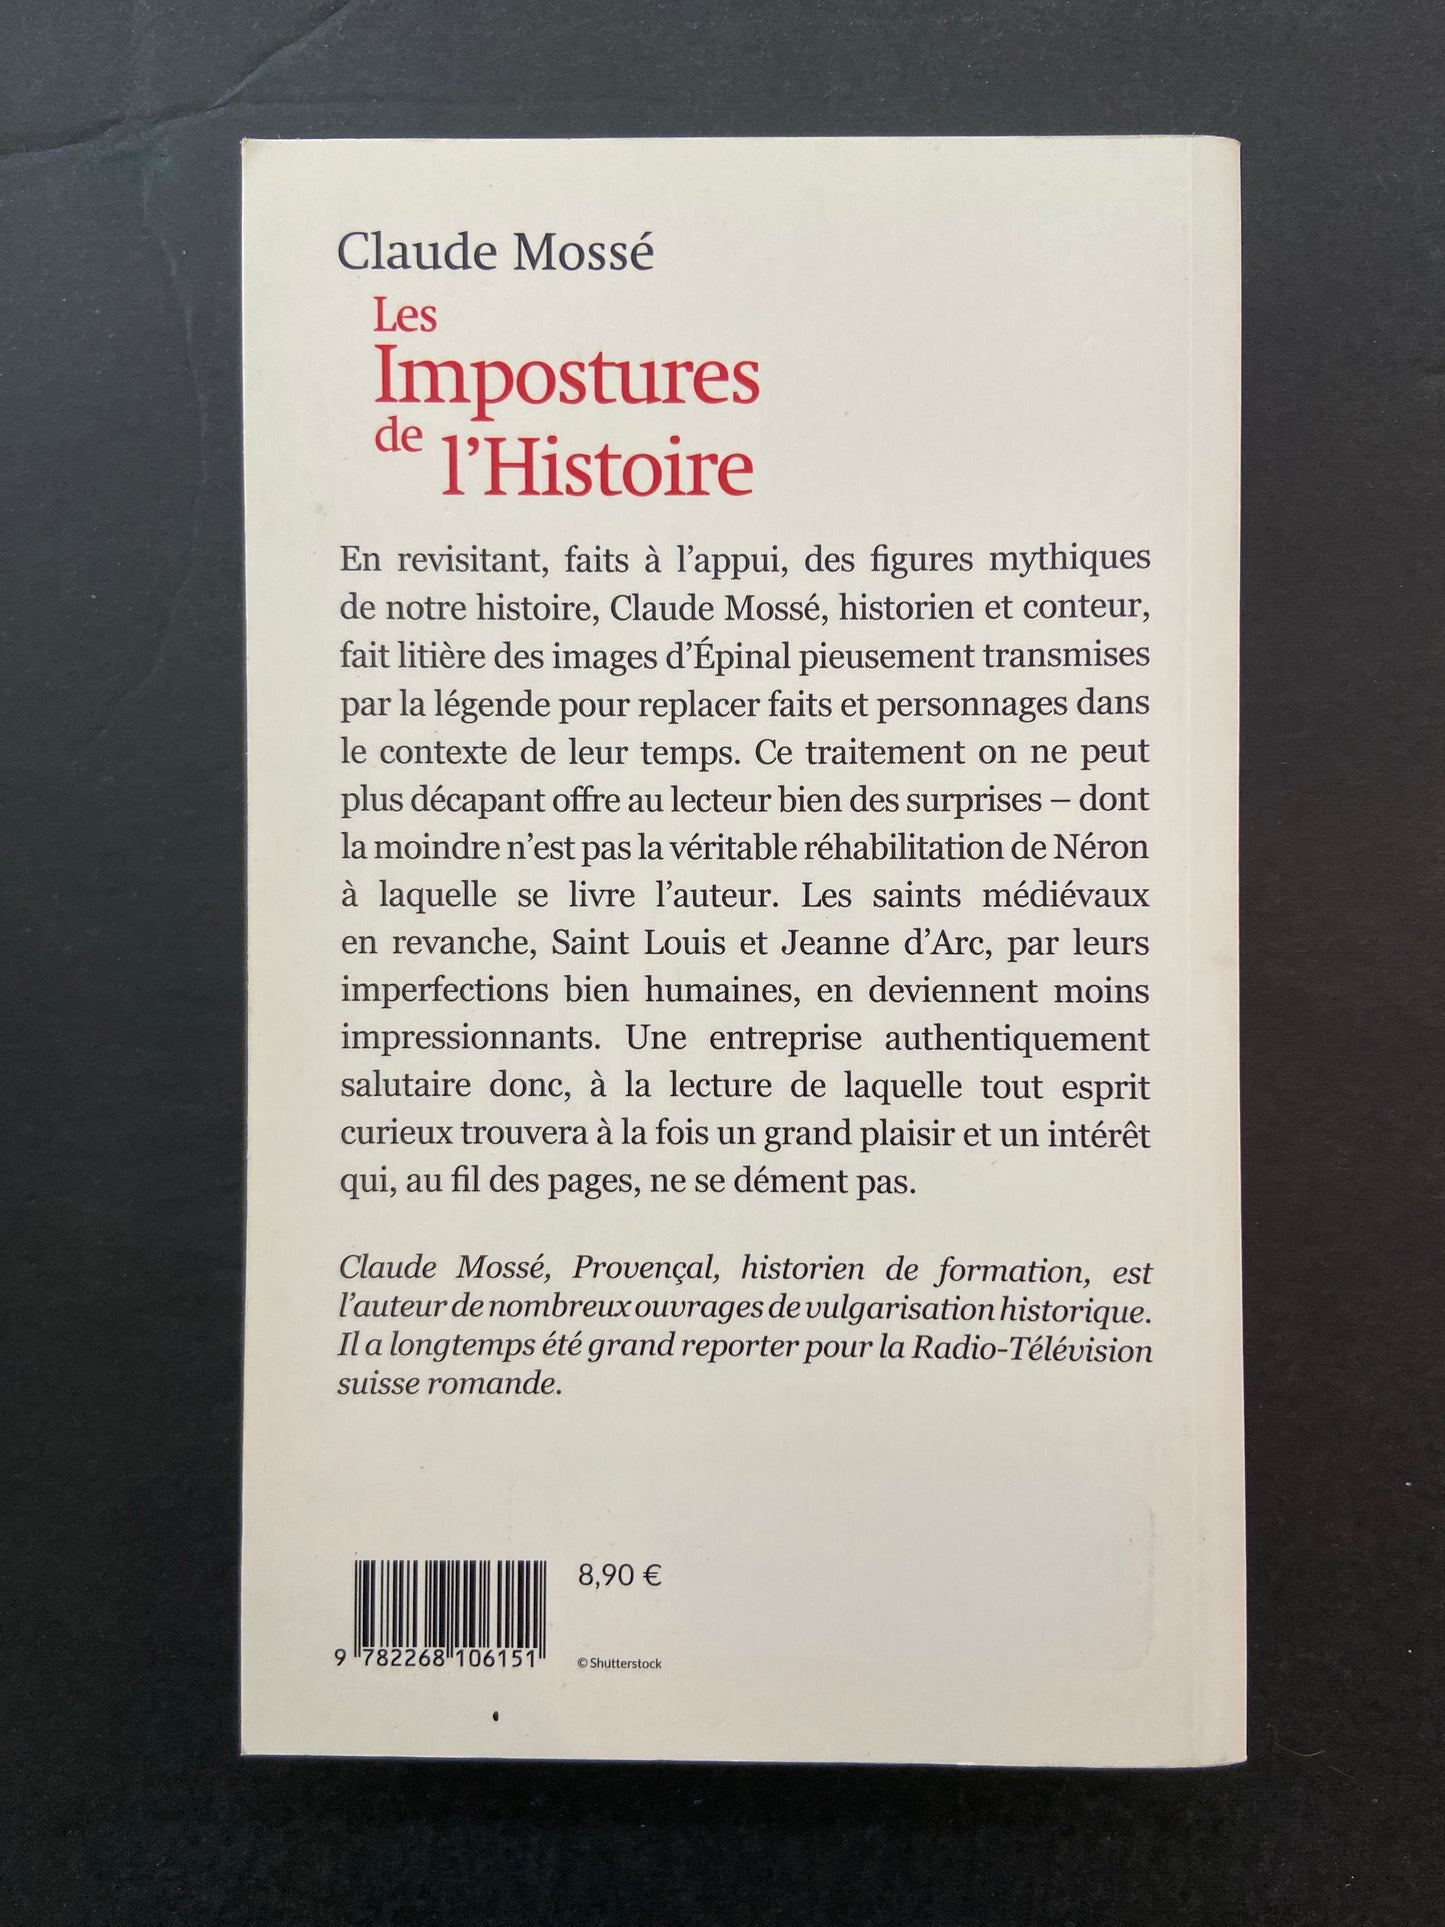 Claude Mossé
Les
Impostures
de l’Histoire
En revisitant, faits à l’appui, des figures mythiques
de notre histoire, Claude Mossé, historien et conteur,
fait litière des images d’Épinal pieusement transmises
par la légende pour replacer faits et personnages dans
le contexte de leur temps. Ce traitement on ne peut
plus décapant offre au lecteur bien des surprises – dont
la moindre n’est pas la véritable réhabilitation de Néron
à laquelle se livre l’auteur. Les saints médiévaux
en revanche, Saint Louis et Jeanne d’Arc, par leurs
imperfections bien humaines, en deviennent moins
impressionnants. Une entreprise authentiquement
salutaire donc, à la lecture de laquelle tout esprit
curieux trouvera à la fois un grand plaisir et un intérêt
qui, au fil des pages, ne se dément pas.
Claude Mossé, Provençal, historien de formation, est
l’auteur de nombreux ouvrages de vulgarisation historique.
Il a longtemps été grand reporter pour la Radio-Télévision
suisse romande.
8,90 €
9 782268 106151
© Shutterstock